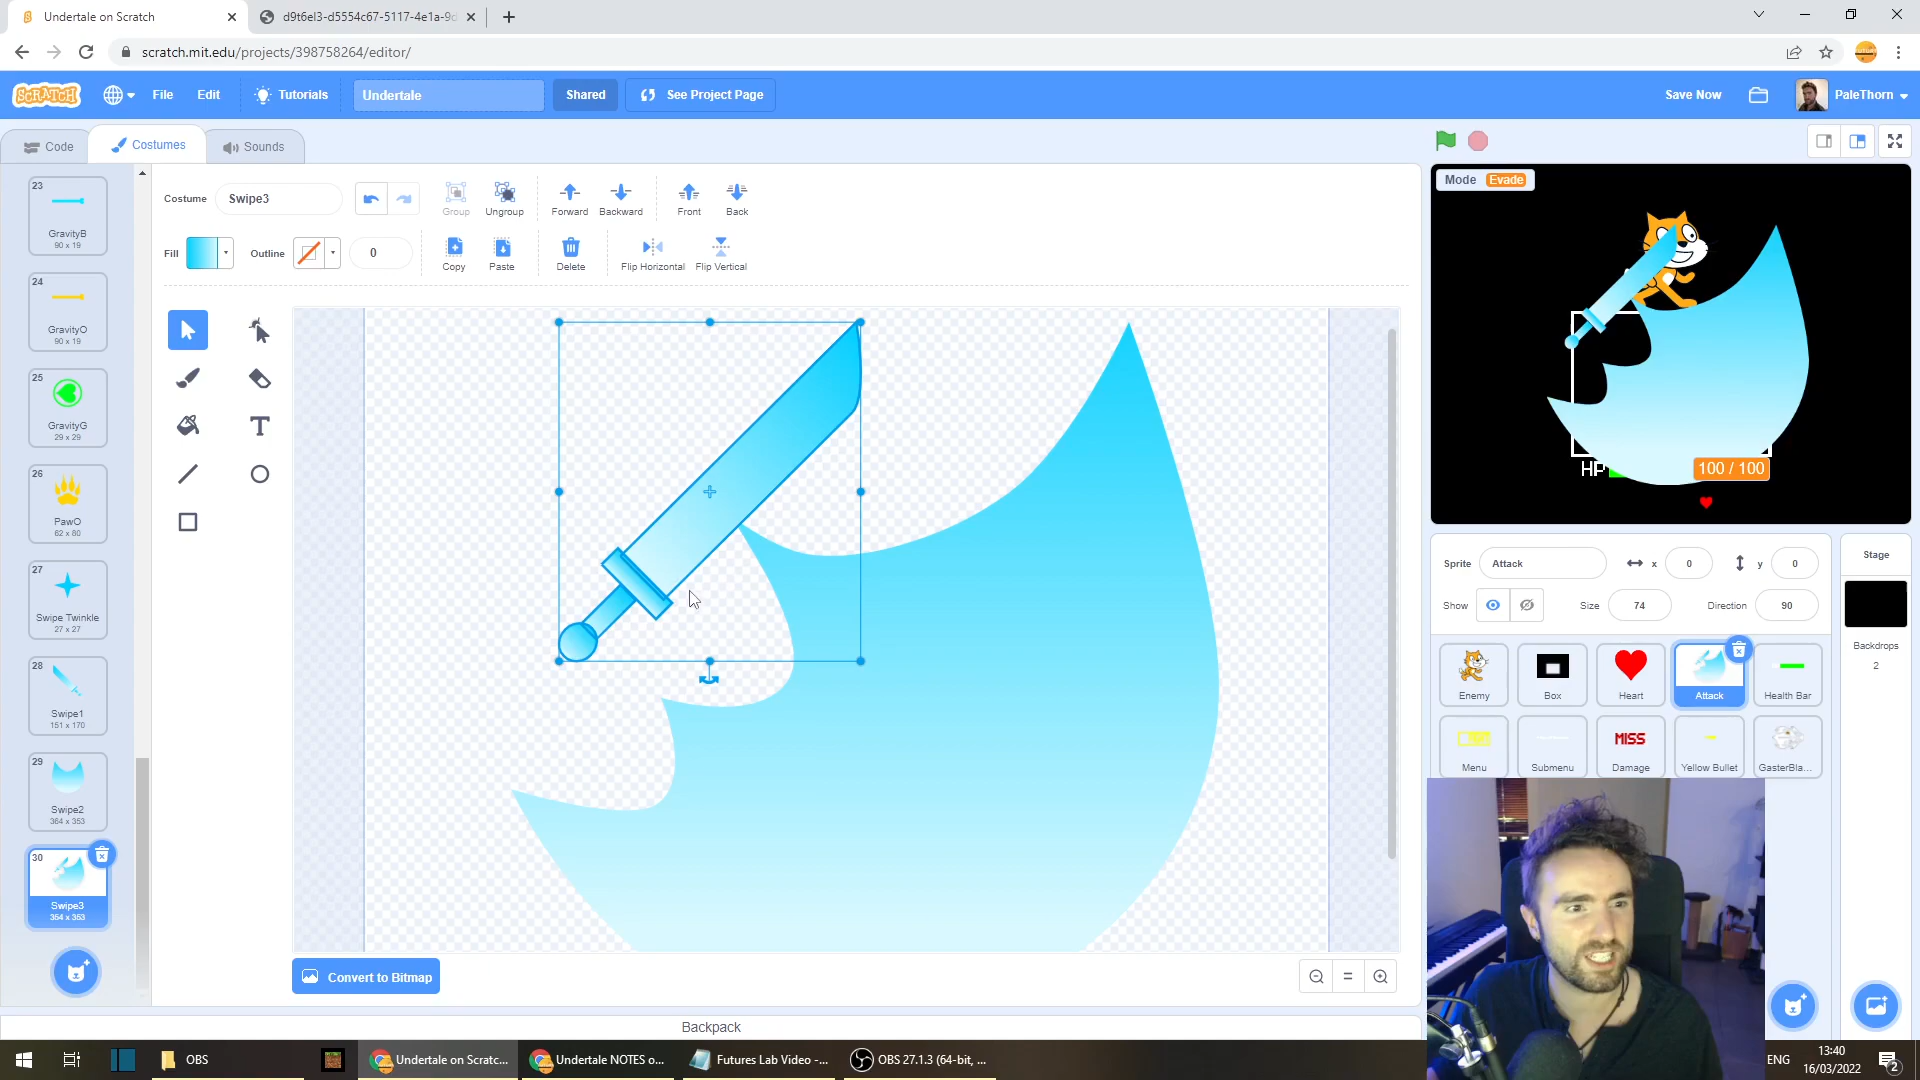 Undertale on Scratch
d9t6el3-d5554c67-5117-4e1a-9d
scratch.mit.edu/projects/398758264/editor/
SCRATCH
File
Edit
Tutorials
Undertale
Shared
See Project Page
Save Now
PaleThorn
Code
Costumes
Sounds
Costume
Swipe3
Group
Ungroup
Forward
Backward
Front
Back
Fill
Outline
0
Copy
Paste
Delete
Flip Horizontal
Flip Vertical
23
GravityB
90 x 19
24
GravityO
90 x 19
25
GravityG
29 x 29
26
PawO
62 x 80
27
Swipe Twinkle
27 x 27
28
Swipe1
151 x 170
29
Swipe2
364 x 353
30
Swipe3
364 x 353
Convert to Bitmap
Backpack
Mode Evade
HP
100 / 100
Sprite
Attack
x
0
y
0
Show
Size
74
Direction
90
Enemy
Box
Heart
Attack
Health Bar
Menu
Submenu
MISS
Damage
Yellow Bullet
GasterBla...
Stage
Backdrops
2
OBS
Undertale on Scratc...
Undertale NOTES o...
Futures Lab Video -...
OBS 27.1.3 (64-bit, ...
ENG
13:40
16/03/2022
2